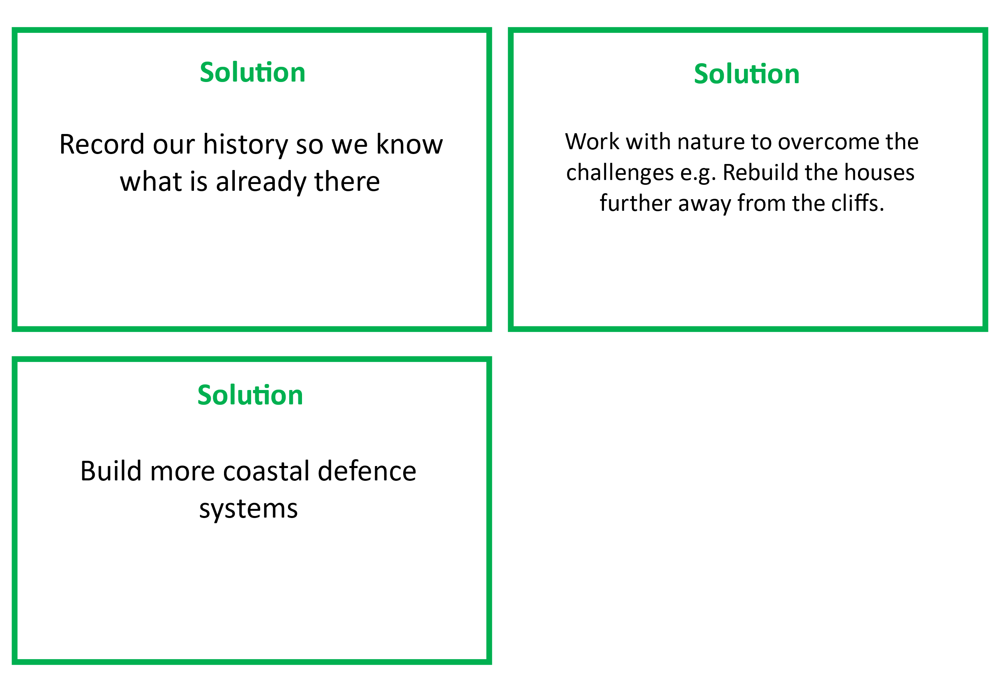 Solution
Record our history so we know
what is already there
Solution
Work with nature to overcome the
challenges e.g. Rebuild the houses
further away from the cliffs.
Solution
Build more coastal defence
systems